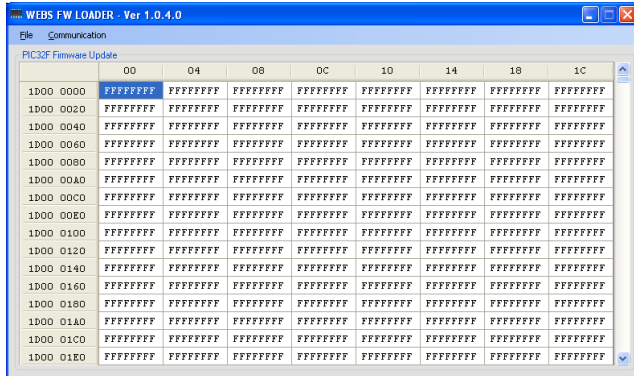 WEBS FW LOADER - Ver 1.0.4.0
File Communication
PIC32F Firmware Update
00 04 08 0C 10 14 18 1C
1D00 0000 FFFFFFFF FFFFFFFF FFFFFFFF FFFFFFFF FFFFFFFF FFFFFFFF FFFFFFFF FFFFFFFF
1D00 0020 FFFFFFFF FFFFFFFF FFFFFFFF FFFFFFFF FFFFFFFF FFFFFFFF FFFFFFFF FFFFFFFF
1D00 0040 FFFFFFFF FFFFFFFF FFFFFFFF FFFFFFFF FFFFFFFF FFFFFFFF FFFFFFFF FFFFFFFF
1D00 0060 FFFFFFFF FFFFFFFF FFFFFFFF FFFFFFFF FFFFFFFF FFFFFFFF FFFFFFFF FFFFFFFF
1D00 0080 FFFFFFFF FFFFFFFF FFFFFFFF FFFFFFFF FFFFFFFF FFFFFFFF FFFFFFFF FFFFFFFF
1D00 00A0 FFFFFFFF FFFFFFFF FFFFFFFF FFFFFFFF FFFFFFFF FFFFFFFF FFFFFFFF FFFFFFFF
1D00 00C0 FFFFFFFF FFFFFFFF FFFFFFFF FFFFFFFF FFFFFFFF FFFFFFFF FFFFFFFF FFFFFFFF
1D00 00E0 FFFFFFFF FFFFFFFF FFFFFFFF FFFFFFFF FFFFFFFF FFFFFFFF FFFFFFFF FFFFFFFF
1D00 0100 FFFFFFFF FFFFFFFF FFFFFFFF FFFFFFFF FFFFFFFF FFFFFFFF FFFFFFFF FFFFFFFF
1D00 0120 FFFFFFFF FFFFFFFF FFFFFFFF FFFFFFFF FFFFFFFF FFFFFFFF FFFFFFFF FFFFFFFF
1D00 0140 FFFFFFFF FFFFFFFF FFFFFFFF FFFFFFFF FFFFFFFF FFFFFFFF FFFFFFFF FFFFFFFF
1D00 0160 FFFFFFFF FFFFFFFF FFFFFFFF FFFFFFFF FFFFFFFF FFFFFFFF FFFFFFFF FFFFFFFF
1D00 0180 FFFFFFFF FFFFFFFF FFFFFFFF FFFFFFFF FFFFFFFF FFFFFFFF FFFFFFFF FFFFFFFF
1D00 01A0 FFFFFFFF FFFFFFFF FFFFFFFF FFFFFFFF FFFFFFFF FFFFFFFF FFFFFFFF FFFFFFFF
1D00 01C0 FFFFFFFF FFFFFFFF FFFFFFFF FFFFFFFF FFFFFFFF FFFFFFFF FFFFFFFF FFFFFFFF
1D00 01E0 FFFFFFFF FFFFFFFF FFFFFFFF FFFFFFFF FFFFFFFF FFFFFFFF FFFFFFFF FFFFFFFF